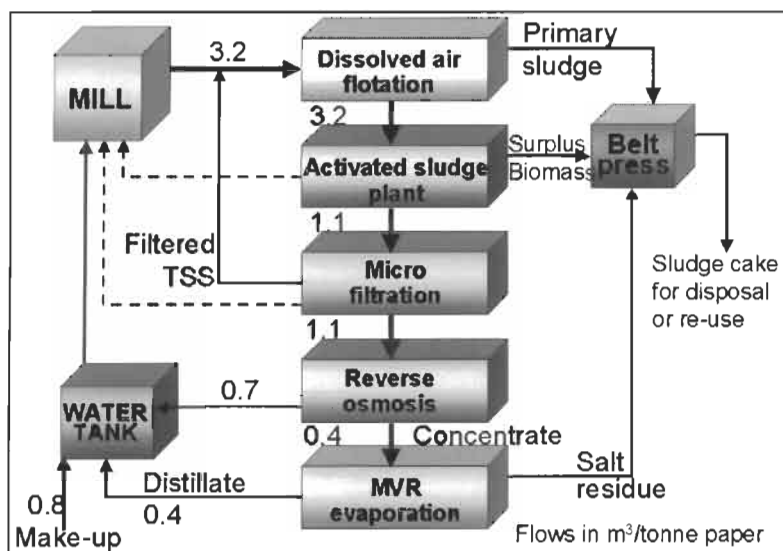 3.2
Dissolved air
flotation
Primary
sludge
MILL
3.2
Activated sludge
plant
Surplus
Biomass
Belt
press
1.1
Filtered
TSS
Micro
filtration
Sludge cake
for disposal
or re-use
1.1
0.7
Reverse
osmosis
WATER
TANK
0.4
Concentrate
Distillate
0.4
MVR
evaporation
Salt
residue
0.8
Make-up
Flows in m³/tonne paper